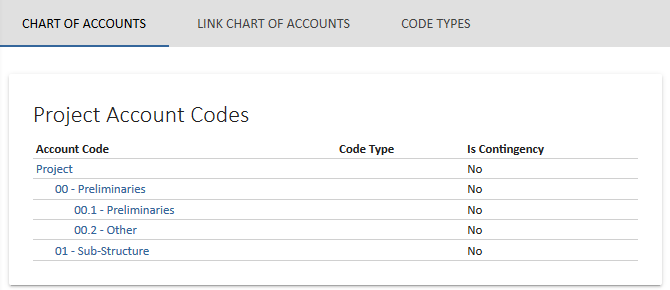 CHART OF ACCOUNTS LINK CHART OF ACCOUNTS CODE TYPES
Project Account Codes
Account Code Code Type Is Contingency
Project No
00 - Preliminaries No
00.1 - Preliminaries No
00.2 - Other No
01 - Sub-Structure No